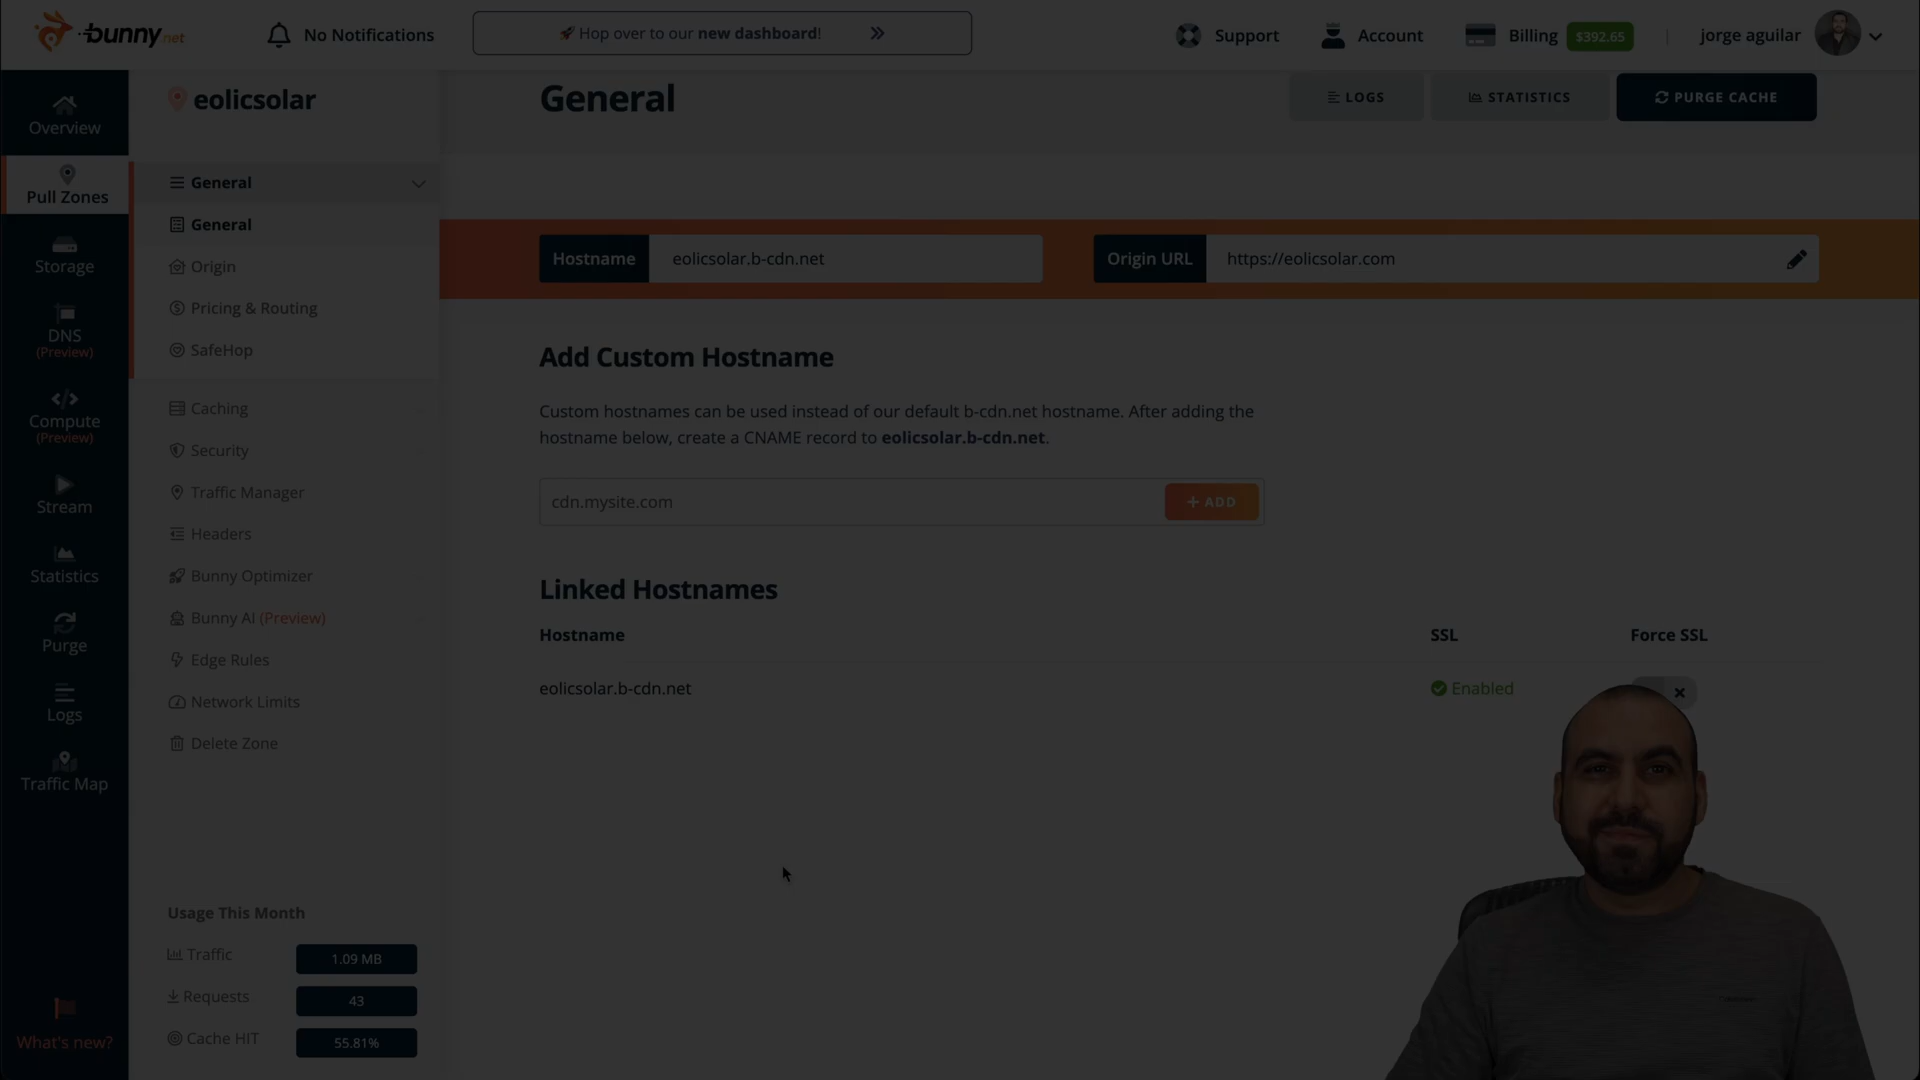 bunny.net
No Notifications
🚀 Hop over to our new dashboard!
Support
Account
Billing
$392.65
jorge aguilar
Overview
Pull Zones
Storage
DNS
(Preview)
Compute
(Preview)
Stream
Statistics
Purge
Logs
Traffic Map
What's new?
eolicsolar
General
General
Origin
Pricing & Routing
SafeHop
Caching
Security
Traffic Manager
Headers
Bunny Optimizer
Bunny AI (Preview)
Edge Rules
Network Limits
Delete Zone
Usage This Month
Traffic
1.09 MB
Requests
43
Cache HIT
55.81%
General
LOGS
STATISTICS
PURGE CACHE
Hostname
eolicsolar.b-cdn.net
Origin URL
https://eolicsolar.com
Add Custom Hostname
Custom hostnames can be used instead of our default b-cdn.net hostname. After adding the
hostname below, create a CNAME record to eolicsolar.b-cdn.net.
cdn.mysite.com
+ ADD
Linked Hostnames
Hostname
SSL
Force SSL
eolicsolar.b-cdn.net
Enabled